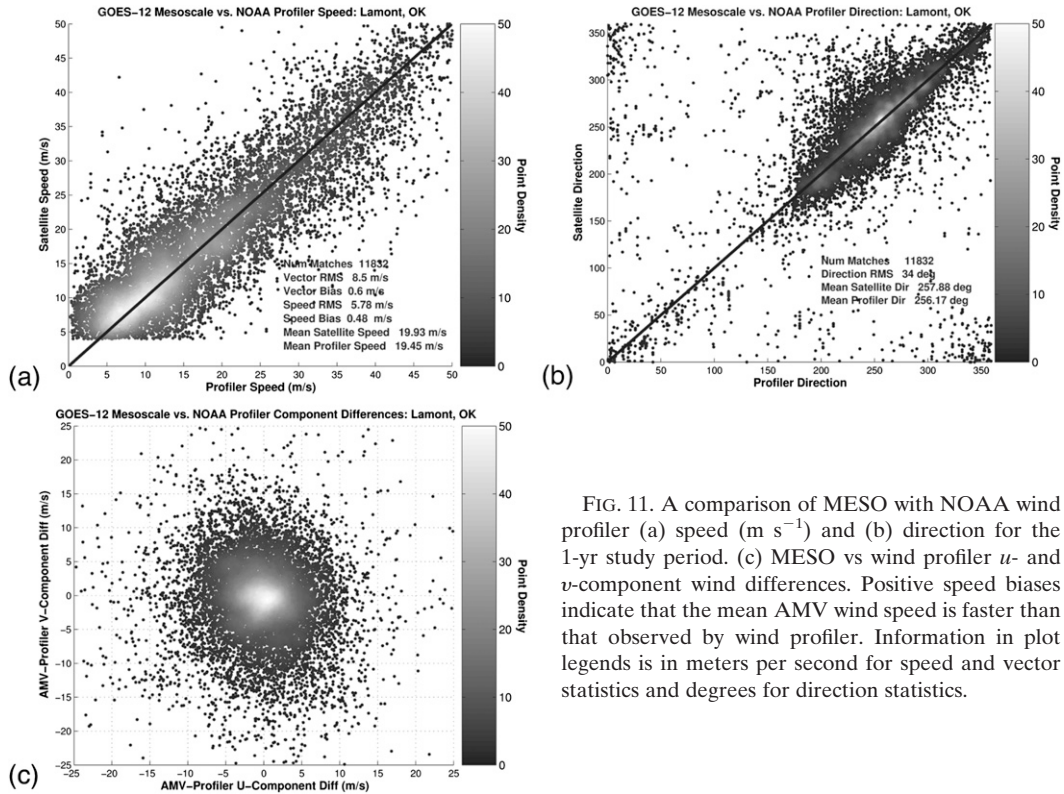 GOES-12 Mesoscale vs. NOAA Profiler Speed: Lamont, OK
50
45
40
35
30
25
20
15
10
5
0
Satellite Speed (m/s)
Num Matches 11832
Vector RMS 8.5 m/s
Vector Bias 0.6 m/s
Speed RMS 5.78 m/s
Speed Bias 0.48 m/s
Mean Satellite Speed 19.93 m/s
Mean Profiler Speed 19.45 m/s
0 5 10 15 20 25 30 35 40 45 50
Profiler Speed (m/s)
50
40
30
20
10
0
Point Density
(a)
GOES-12 Mesoscale vs. NOAA Profiler Direction: Lamont, OK
350
300
250
200
150
100
50
0
Satellite Direction
Num Matches 11832
Direction RMS 34 deg
Mean Satellite Dir 257.88 deg
Mean Profiler Dir 256.17 deg
0 50 100 150 200 250 300 350
Profiler Direction
50
40
30
20
10
0
Point Density
(b)
GOES-12 Mesoscale vs. NOAA Profiler Component Differences: Lamont, OK
25
20
15
10
5
0
-5
-10
-15
-20
-25
AMV-Profiler V-Component Diff (m/s)
-25 -20 -15 -10 -5 0 5 10 15 20 25
AMV-Profiler U-Component Diff (m/s)
50
40
30
20
10
0
Point Density
(c)
FIG. 11. A comparison of MESO with NOAA wind
profiler (a) speed (m s−1) and (b) direction for the
1-yr study period. (c) MESO vs wind profiler u- and
v-component wind differences. Positive speed biases
indicate that the mean AMV wind speed is faster than
that observed by wind profiler. Information in plot
legends is in meters per second for speed and vector
statistics and degrees for direction statistics.